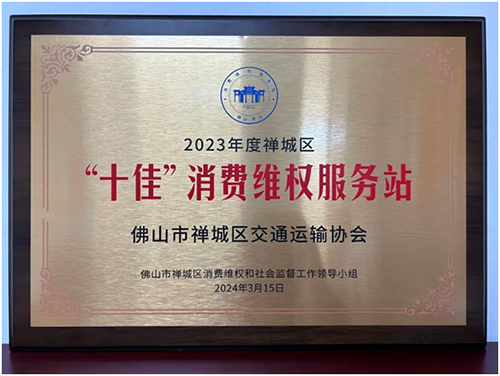 2023年度禅城区
“十佳”消费维权服务站
佛山市禅城区交通运输协会
佛山市禅城区消费维权和社会监督工作领导小组
2024年3月15日